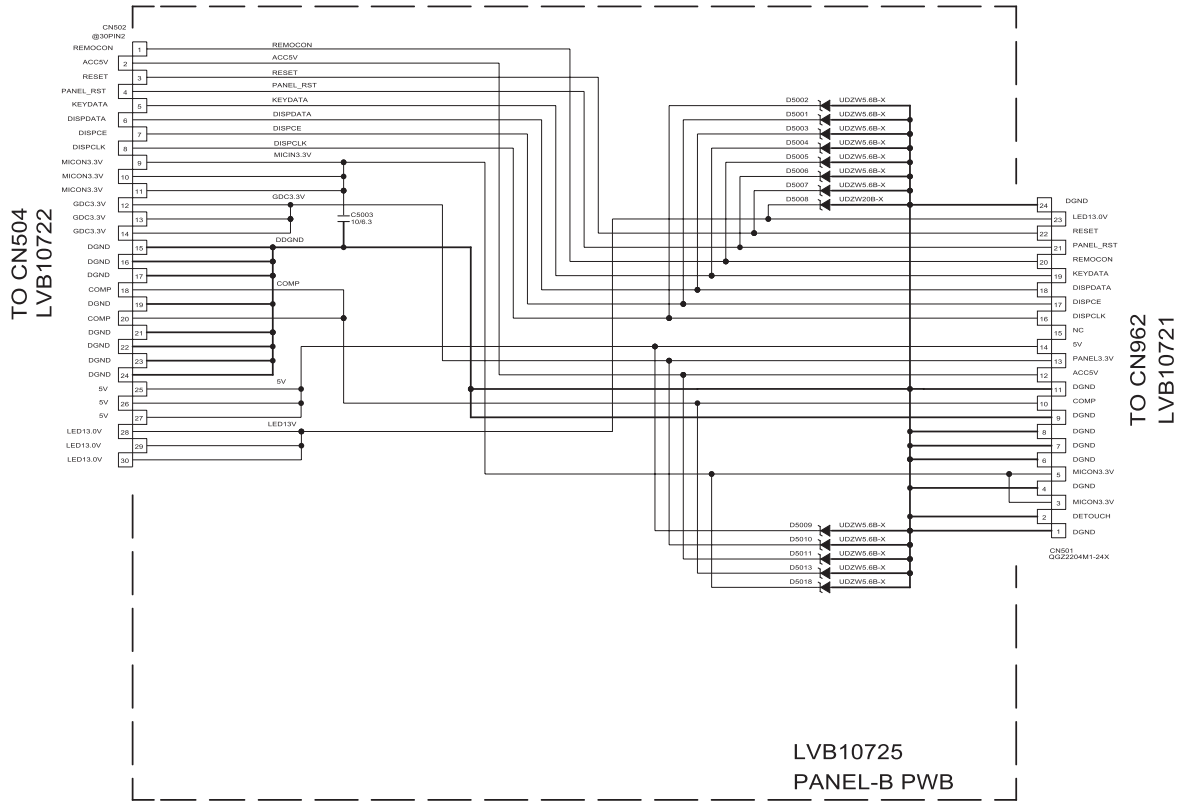 CN502
@30PIN2
REMOCON 1 REMOCON
ACC5V 2 ACC5V
RESET 3 RESET
PANEL_RST 4 PANEL_RST
KEYDATA 5 KEYDATA
DISPDATA 6 DISPDATA
DISPCE 7 DISPCE
DISPCLK 8 DISPCLK
MICON3.3V 9 MICIN3.3V
MICON3.3V 10
MICON3.3V 11
GDC3.3V 12 GDC3.3V
GDC3.3V 13
GDC3.3V 14
DGND 15 DDGND
DGND 16
DGND 17
COMP 18 COMP
DGND 19
COMP 20
DGND 21
DGND 22
DGND 23
DGND 24
5V 25 5V
5V 26
5V 27
LED13.0V 28 LED13V
LED13.0V 29
LED13.0V 30
TO CN504
LVB10722
C5003
10/6.3
D5002 UDZW5.6B-X
D5001 UDZW5.6B-X
D5003 UDZW5.6B-X
D5004 UDZW5.6B-X
D5005 UDZW5.6B-X
D5006 UDZW5.6B-X
D5007 UDZW5.6B-X
D5008 UDZW20B-X
D5009 UDZW5.6B-X
D5010 UDZW5.6B-X
D5011 UDZW5.6B-X
D5013 UDZW5.6B-X
D5018 UDZW5.6B-X
24 DGND
23 LED13.0V
22 RESET
21 PANEL_RST
20 REMOCON
19 KEYDATA
18 DISPDATA
17 DISPCE
16 DISPCLK
15 NC
14 5V
13 PANEL3.3V
12 ACC5V
11 DGND
10 COMP
9 DGND
8 DGND
7 DGND
6 DGND
5 MICON3.3V
4 DGND
3 MICON3.3V
2 DETOUCH
1 DGND
CN501
QGZ2204M1-24X
TO CN962
LVB10721
LVB10725
PANEL-B PWB